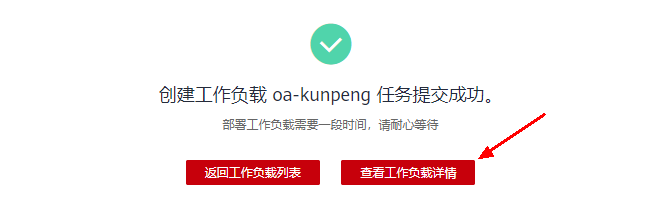 创建工作负载 oa-kunpeng 任务提交成功。
部署工作负载需要一段时间，请耐心等待
返回工作负载列表
查看工作负载详情